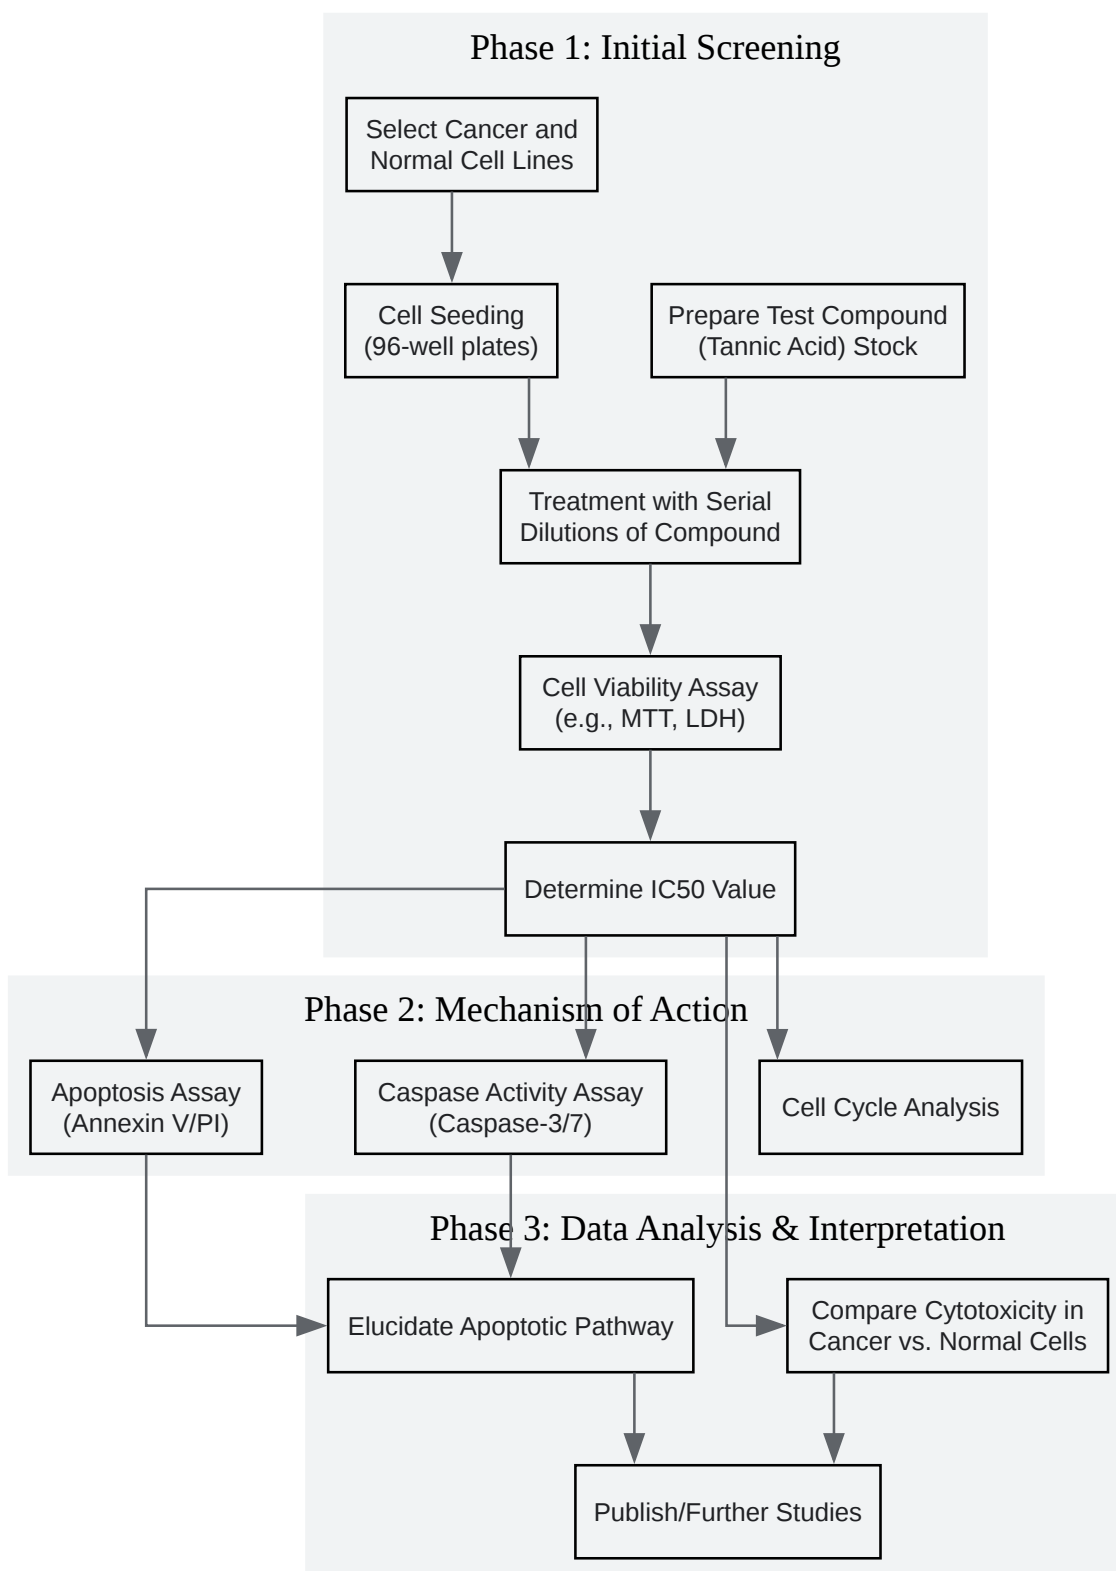 Phase 1: Initial Screening
Select Cancer and
Normal Cell Lines
Cell Seeding
(96-well plates)
Prepare Test Compound
(Tannic Acid) Stock
Treatment with Serial
Dilutions of Compound
Cell Viability Assay
(e.g., MTT, LDH)
Determine IC50 Value
Phase 2: Mechanism of Action
Apoptosis Assay
(Annexin V/PI)
Caspase Activity Assay
(Caspase-3/7)
Cell Cycle Analysis
Phase 3: Data Analysis & Interpretation
Elucidate Apoptotic Pathway
Compare Cytotoxicity in
Cancer vs. Normal Cells
Publish/Further Studies